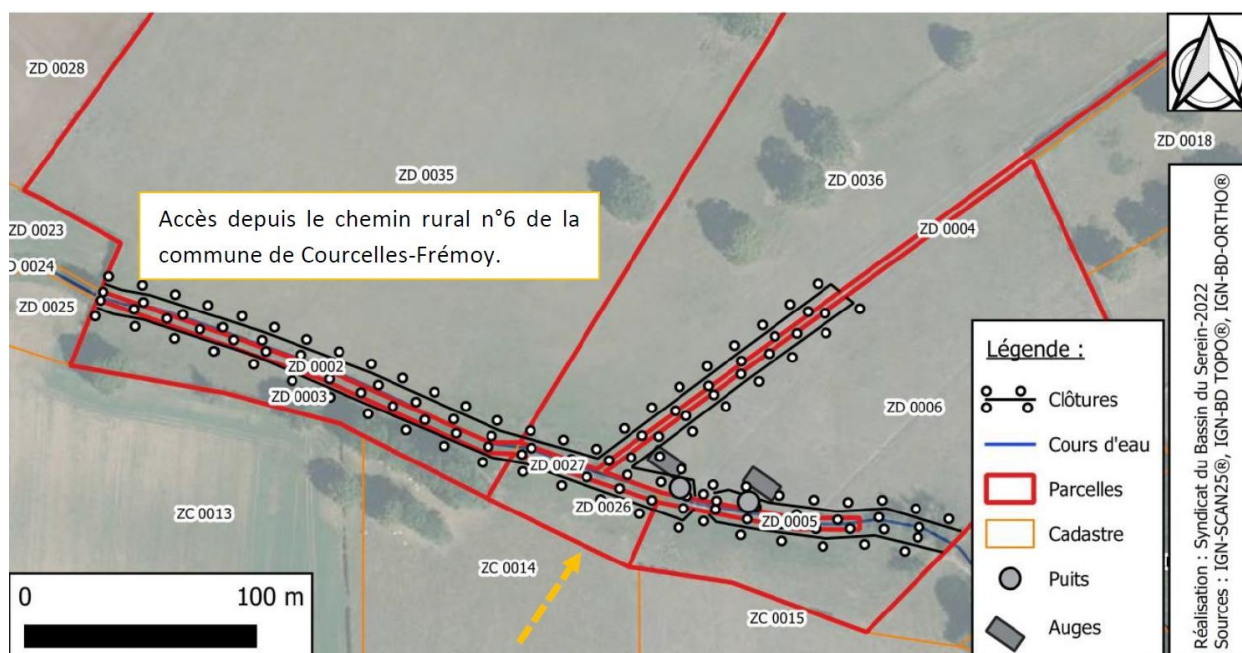 ZD 0028
ZD 0035
ZD 0018
ZD 0036
Accès depuis le chemin rural n°6 de la
commune de Courcelles-Frémoy.
ZD 0023
ZD 0004
D 0024
ZD 0025
ZD 0002
ZD 0003
ZD 0006
ZD 0027
ZD 0026
ZD 0005
ZC 0013
ZC 0014
ZC 0015
0 100 m
Légende :
Clôtures
Cours d'eau
Parcelles
Cadastre
Puits
Auges
Réalisation : Syndicat du Bassin du Serein-2022
Sources : IGN-SCAN25®, IGN-BD TOPO®, IGN-BD-ORTHO®